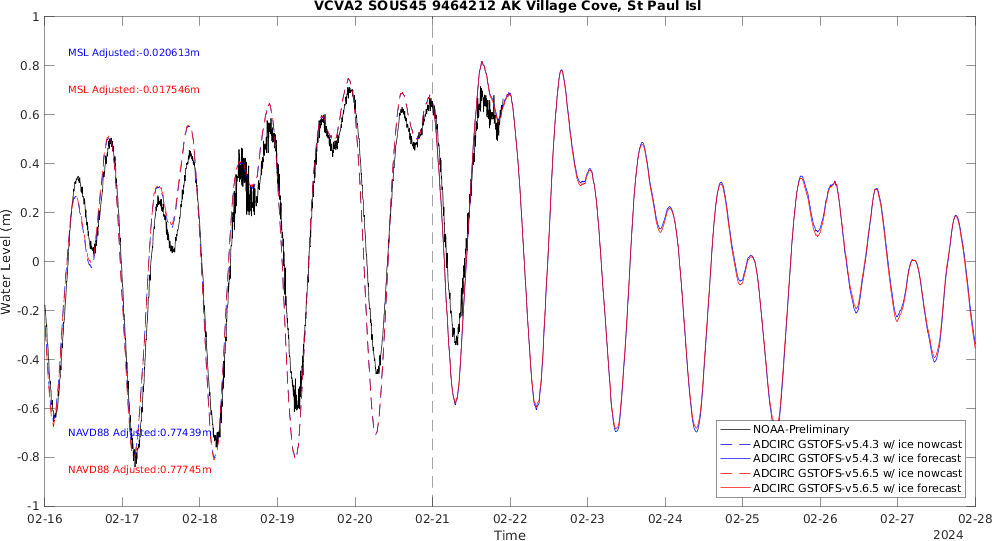 VCVA2 SOUS45 9464212 AK Village Cove, St Paul Isl
1
0.8
0.6
0.4
0.2
0
-0.2
-0.4
-0.6
-0.8
-1
Water Level (m)
MSL Adjusted:-0.020613m
MSL Adjusted:-0.017546m
NAVD88 Adjusted:0.77439m
NAVD88 Adjusted:0.77745m
NOAA-Preliminary
ADCIRC GSTOFS-v5.4.3 w/ ice nowcast
ADCIRC GSTOFS-v5.4.3 w/ ice forecast
ADCIRC GSTOFS-v5.6.5 w/ ice nowcast
ADCIRC GSTOFS-v5.6.5 w/ ice forecast
02-16 02-17 02-18 02-19 02-20 02-21 02-22 02-23 02-24 02-25 02-26 02-27 02-28
Time
2024